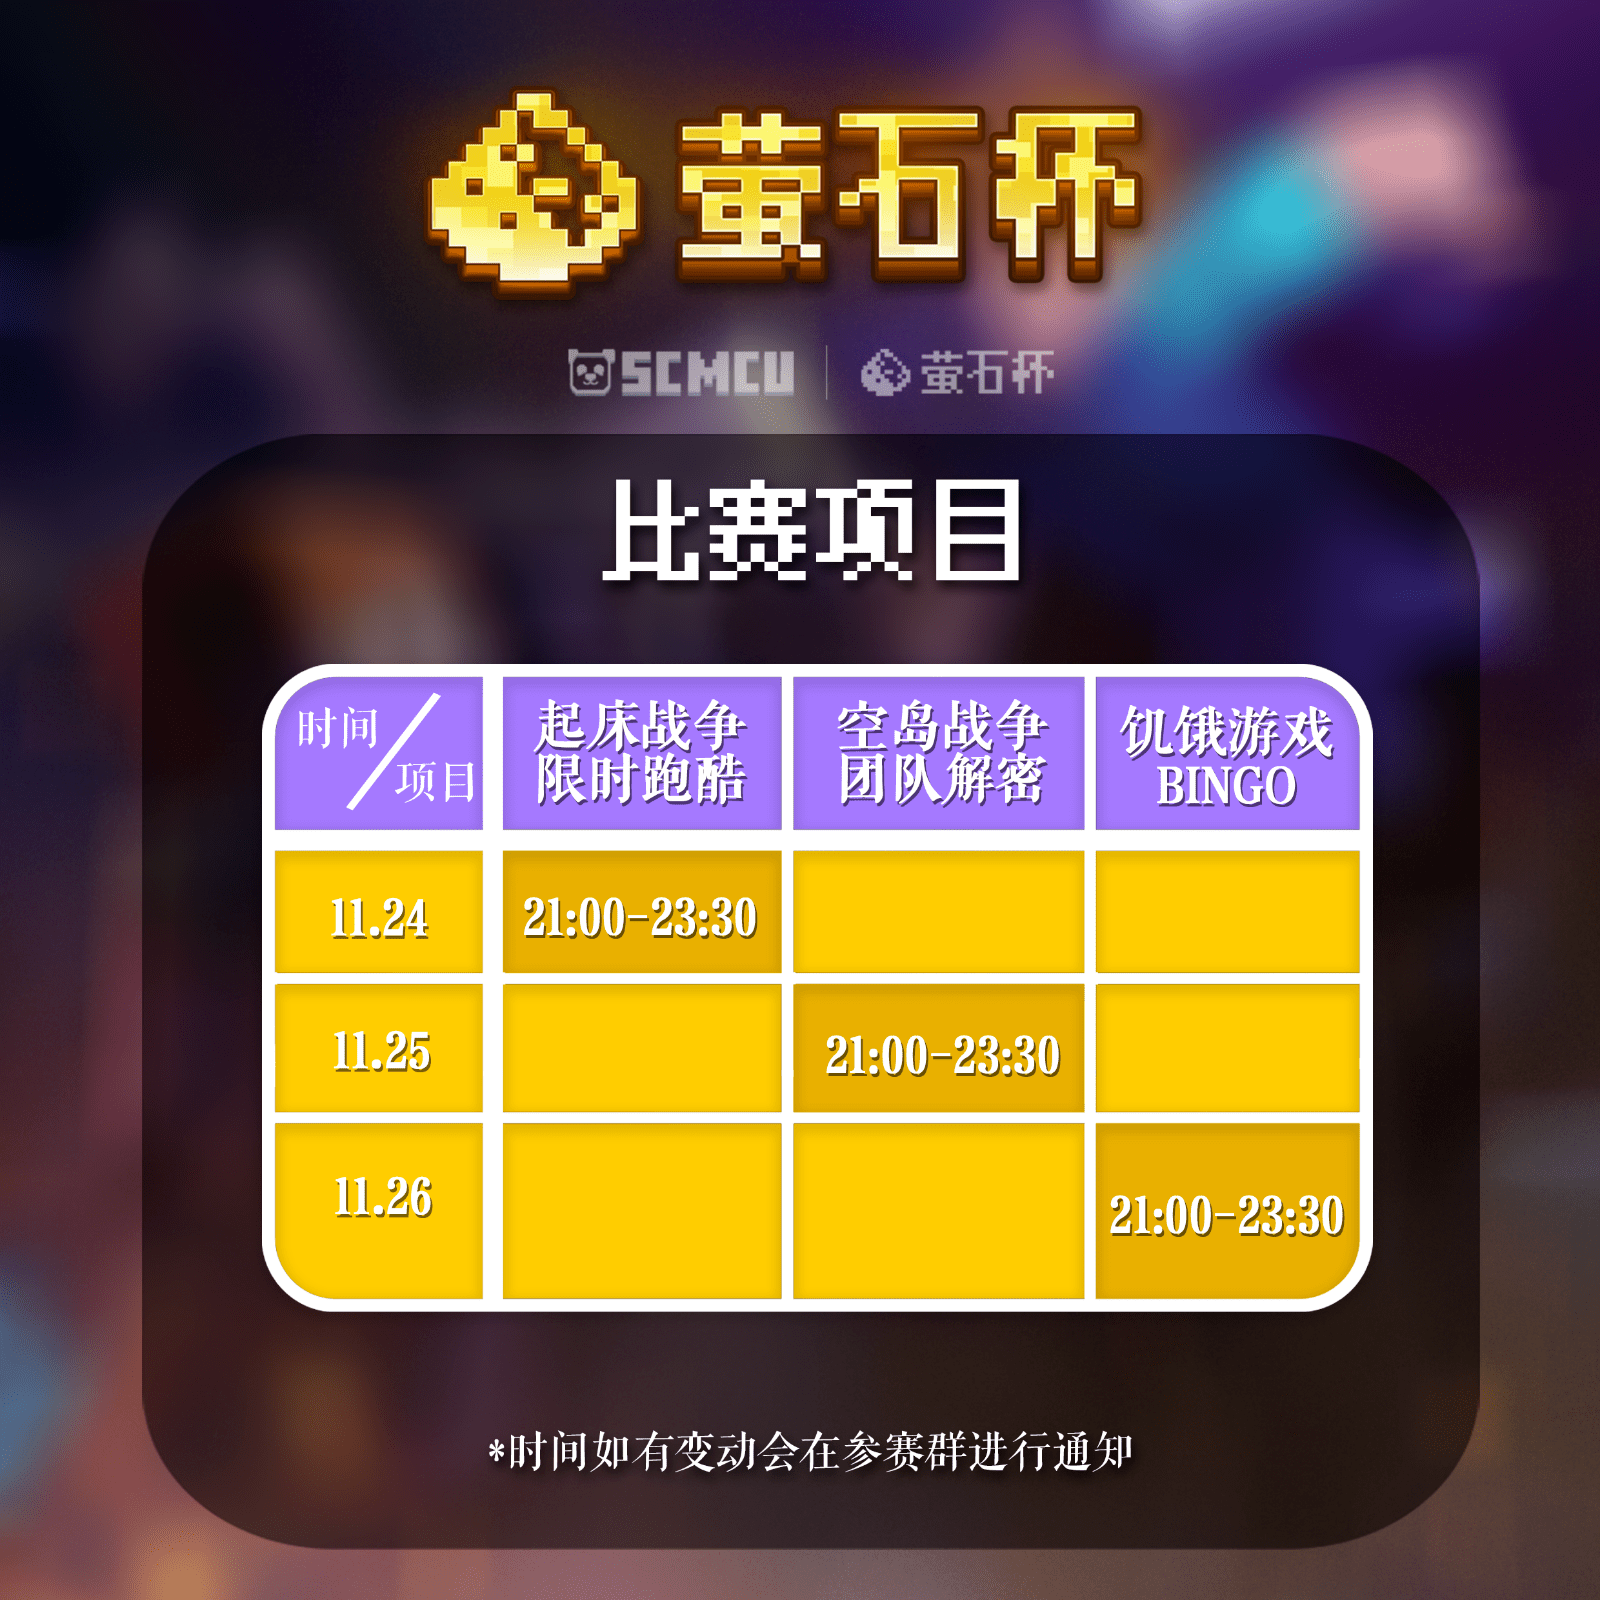 萤石杯
SCMCU 萤石杯
比赛项目
时间/项目
起床战争
限时跑酷
空岛战争
团队解密
饥饿游戏
BINGO
11.24 21:00-23:30
11.25 21:00-23:30
11.26 21:00-23:30
*时间如有变动会在参赛群进行通知